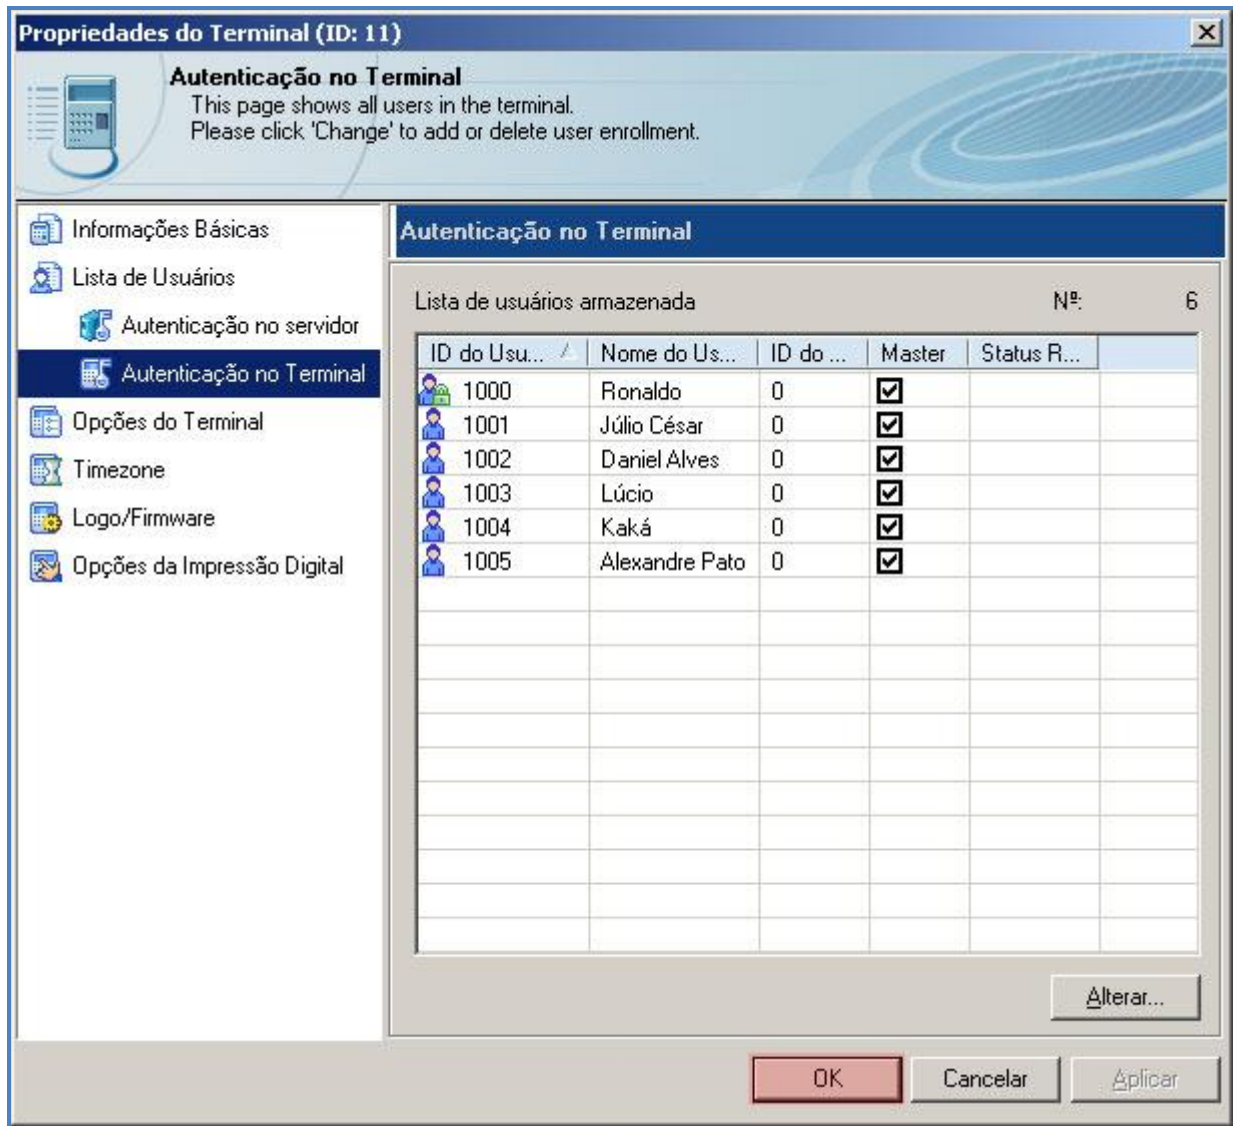 Propriedades do Terminal (ID: 11)
Autenticação no Terminal
This page shows all users in the terminal.
Please click 'Change' to add or delete user enrollment.
Informações Básicas
Lista de Usuários
Autenticação no servidor
Autenticação no Terminal
Opções do Terminal
Timezone
Logo/Firmware
Opções da Impressão Digital
Autenticação no Terminal
Lista de usuários armazenada Nº: 6
ID do Usu... Nome do Us... ID do ... Master Status R...
1000 Ronaldo 0
1001 Júlio César 0
1002 Daniel Alves 0
1003 Lúcio 0
1004 Kaká 0
1005 Alexandre Pato 0
Alterar...
OK Cancelar Aplicar